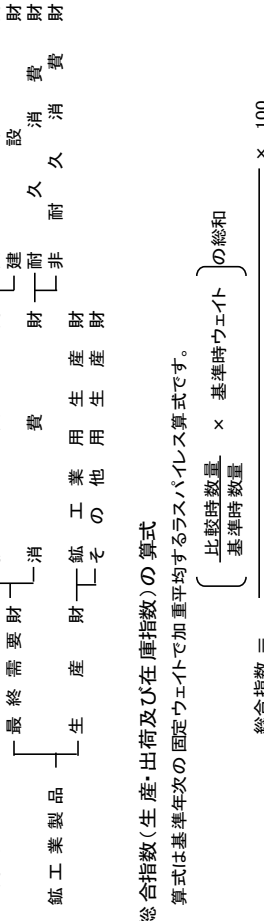 最終需要財
建設財
消費財
耐久消費財
非耐久消費財
鉱工業製品
生産財
鉱工業用生産財
その他用生産財
総合指数(生産・出荷及び在庫指数)の算式
算式は基準年次の固定ウェイトで加重平均するラスパイレス算式です。
比較時数量
基準時数量
× 基準時ウェイト
の総和
総合指数 =
× 100